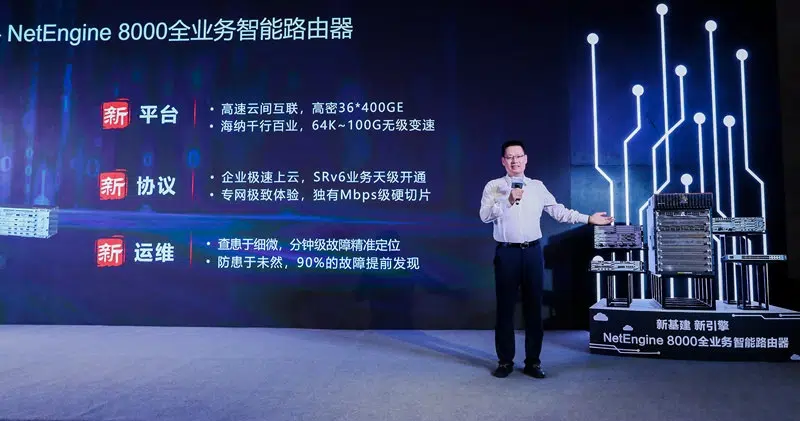 NetEngine 8000全业务智能路由器
新 平台
• 高速云间互联，高密36*400GE
• 海纳千行百业，64K~100G无级变速
新 协议
• 企业极速上云，SRv6业务天级开通
• 专网极致体验，独有Mbps级硬切片
新 运维
• 查患于细微，分钟级故障精准定位
• 防患于未然，90%的故障提前发现
新基建 新引擎
NetEngine 8000全业务智能路由器